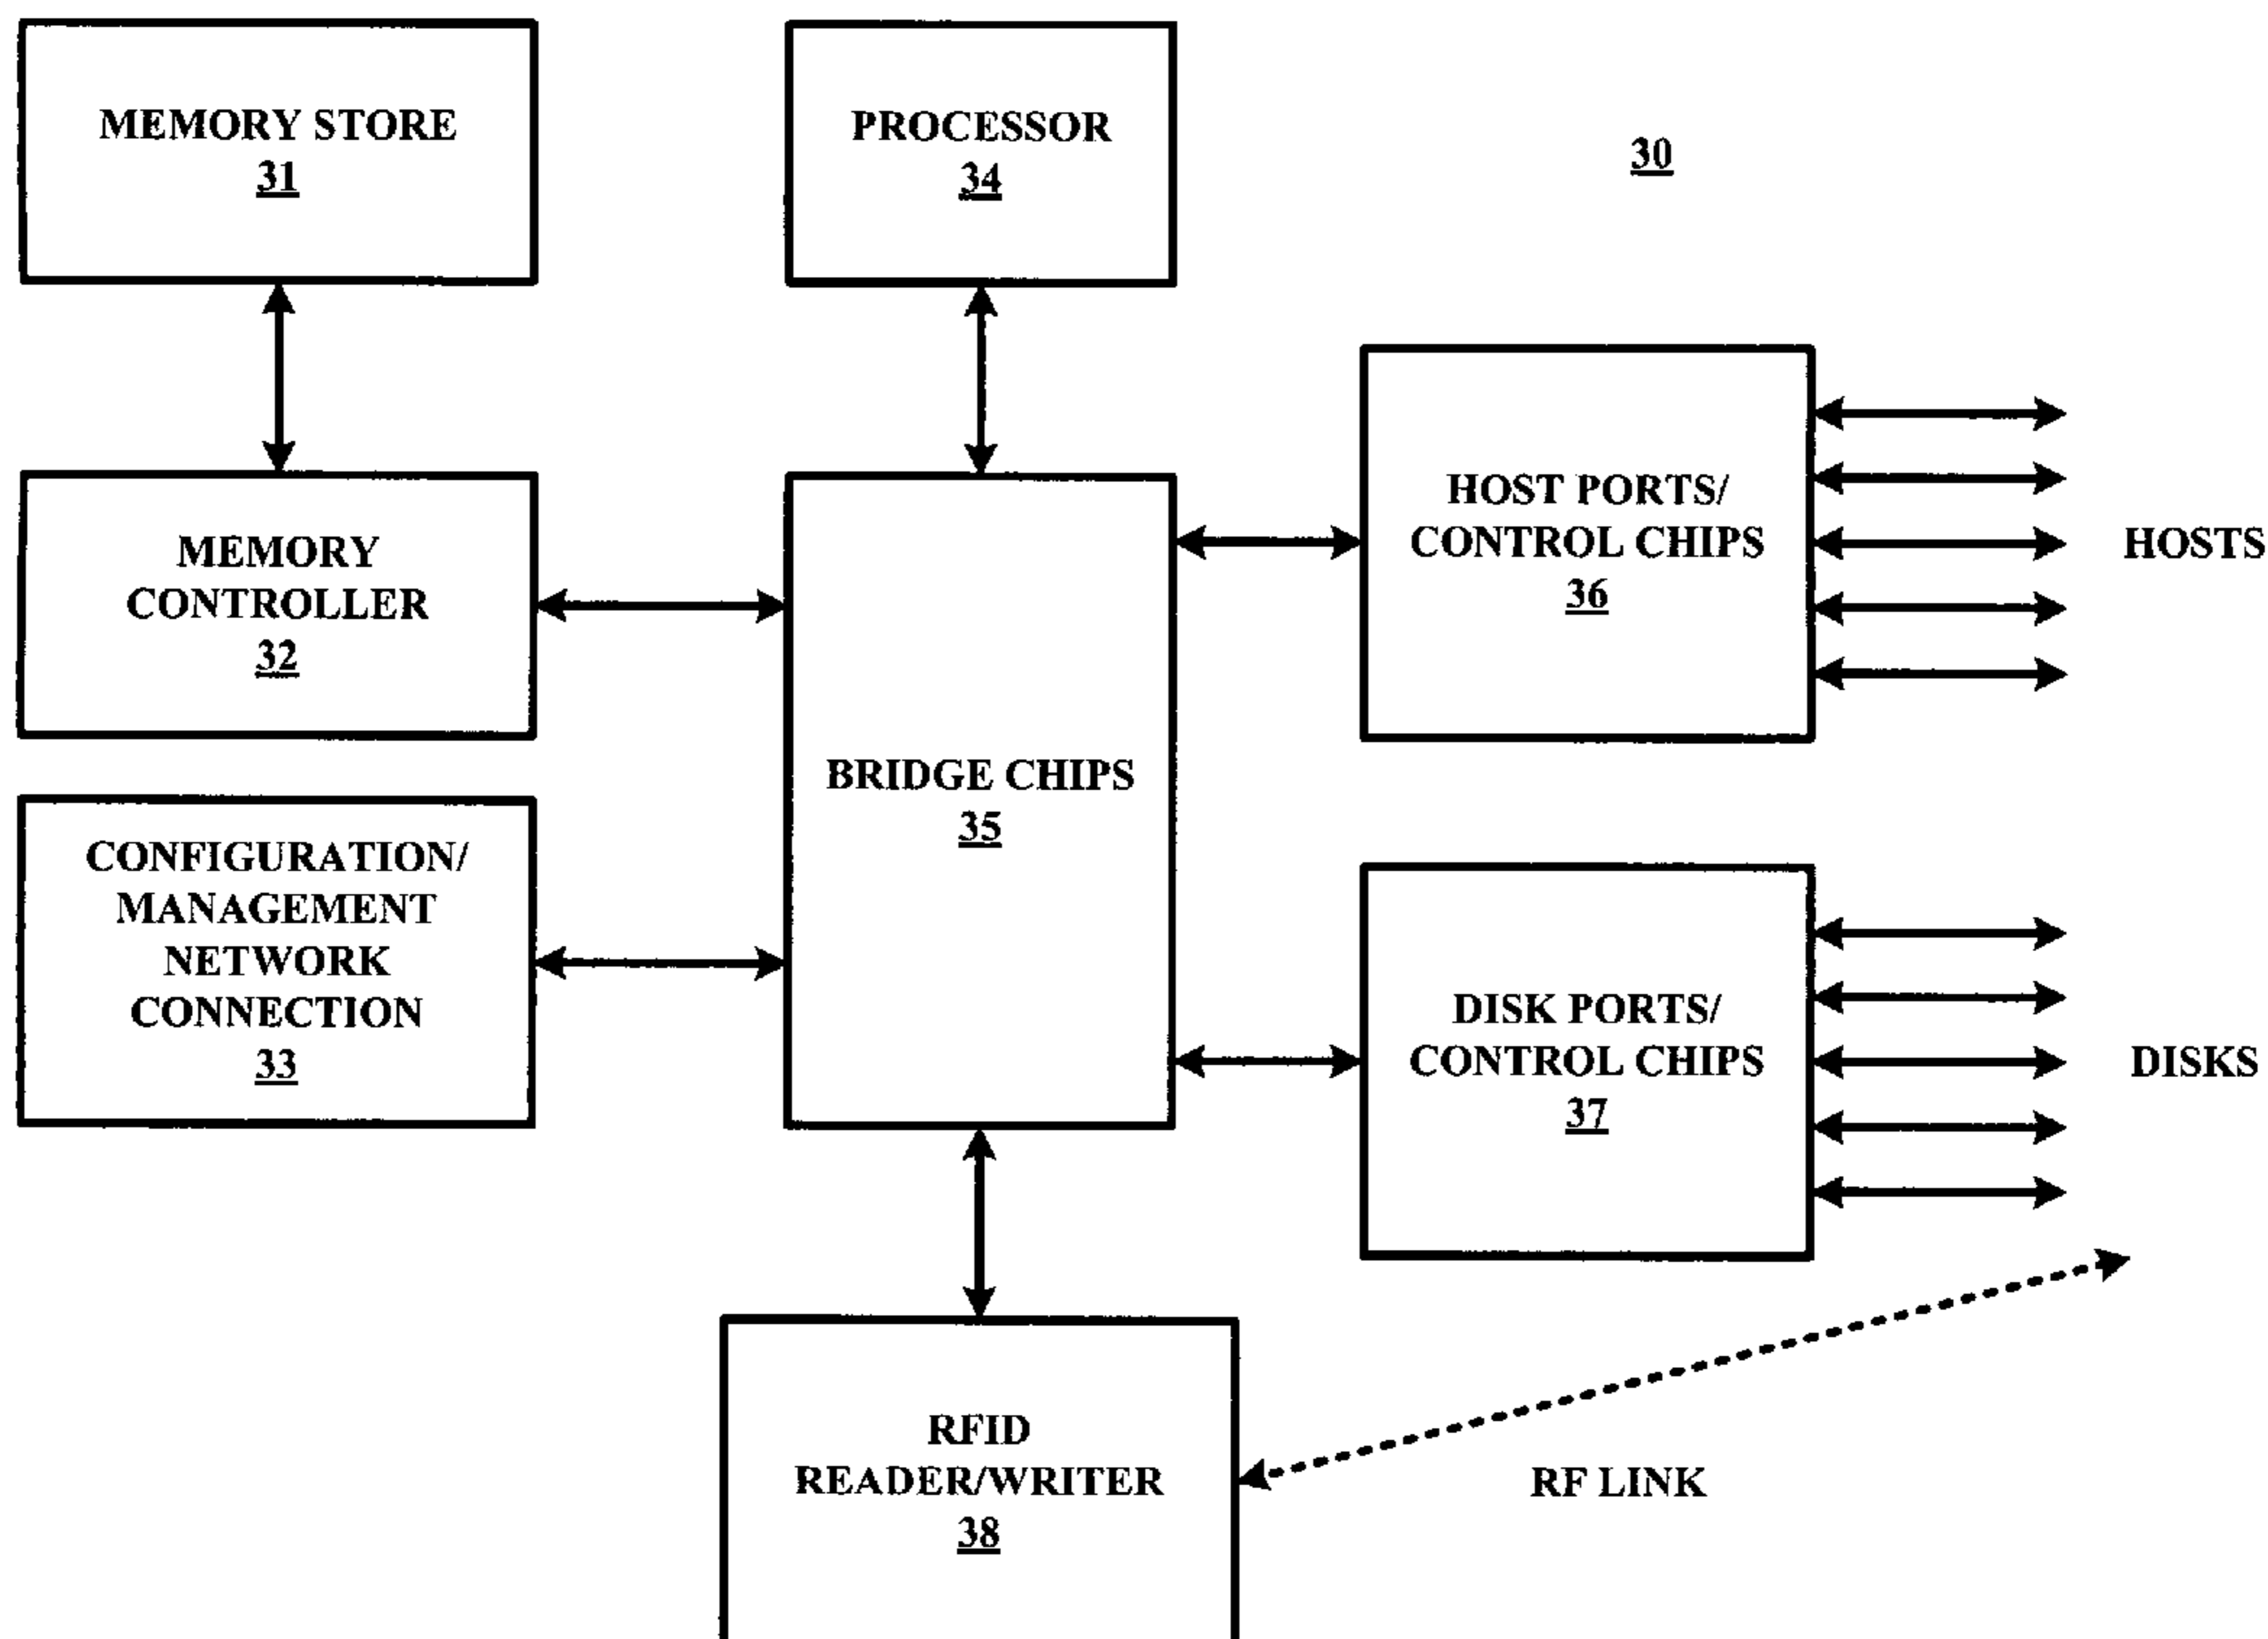 MEMORY STORE
31
PROCESSOR
34
30
MEMORY
CONTROLLER
32
HOST PORTS/
CONTROL CHIPS
36
HOSTS
BRIDGE CHIPS
35
CONFIGURATION/
MANAGEMENT
NETWORK
CONNECTION
33
DISK PORTS/
CONTROL CHIPS
37
DISKS
RFID
READER/WRITER
38
RF LINK